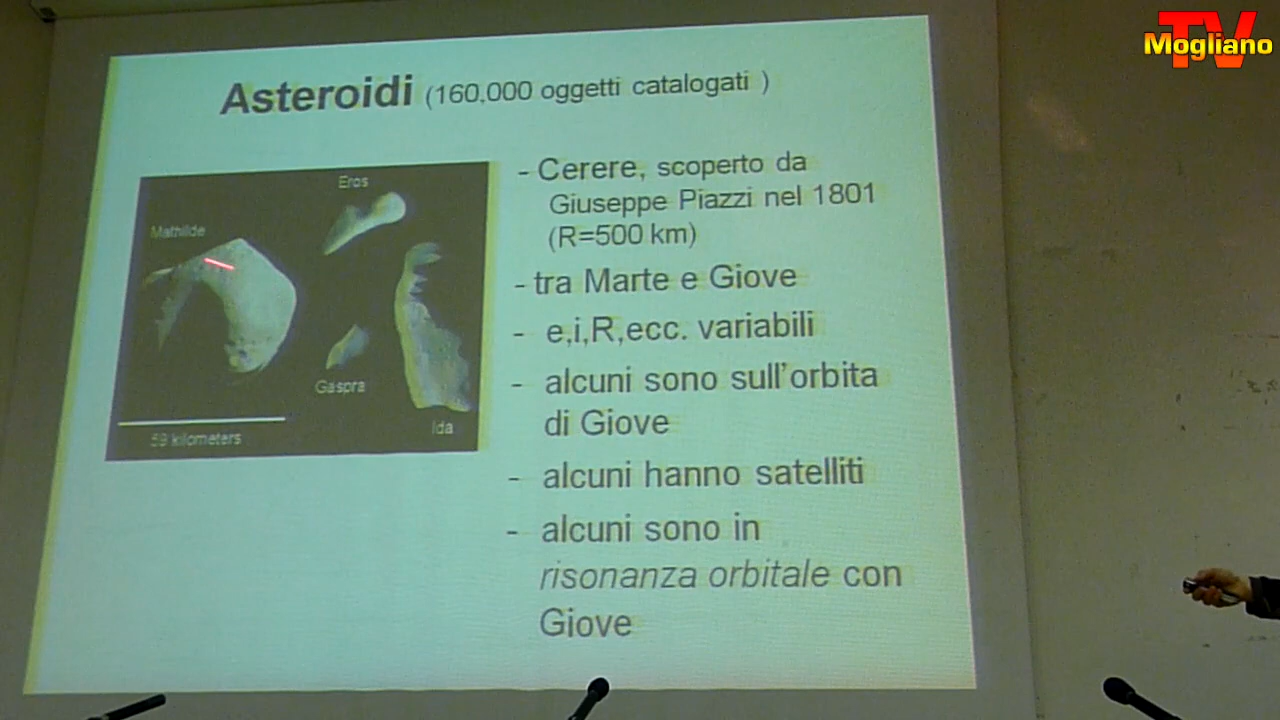 TV
Mogliano
Asteroidi (160,000 oggetti catalogati )
Eros
Mathilde
Gaspra
Ida
59 kilometers
- Cerere, scoperto da
Giuseppe Piazzi nel 1801
(R=500 km)
- tra Marte e Giove
- e,i,R,ecc. variabili
- alcuni sono sull'orbita
di Giove
- alcuni hanno satelliti
- alcuni sono in
risonanza orbitale con
Giove